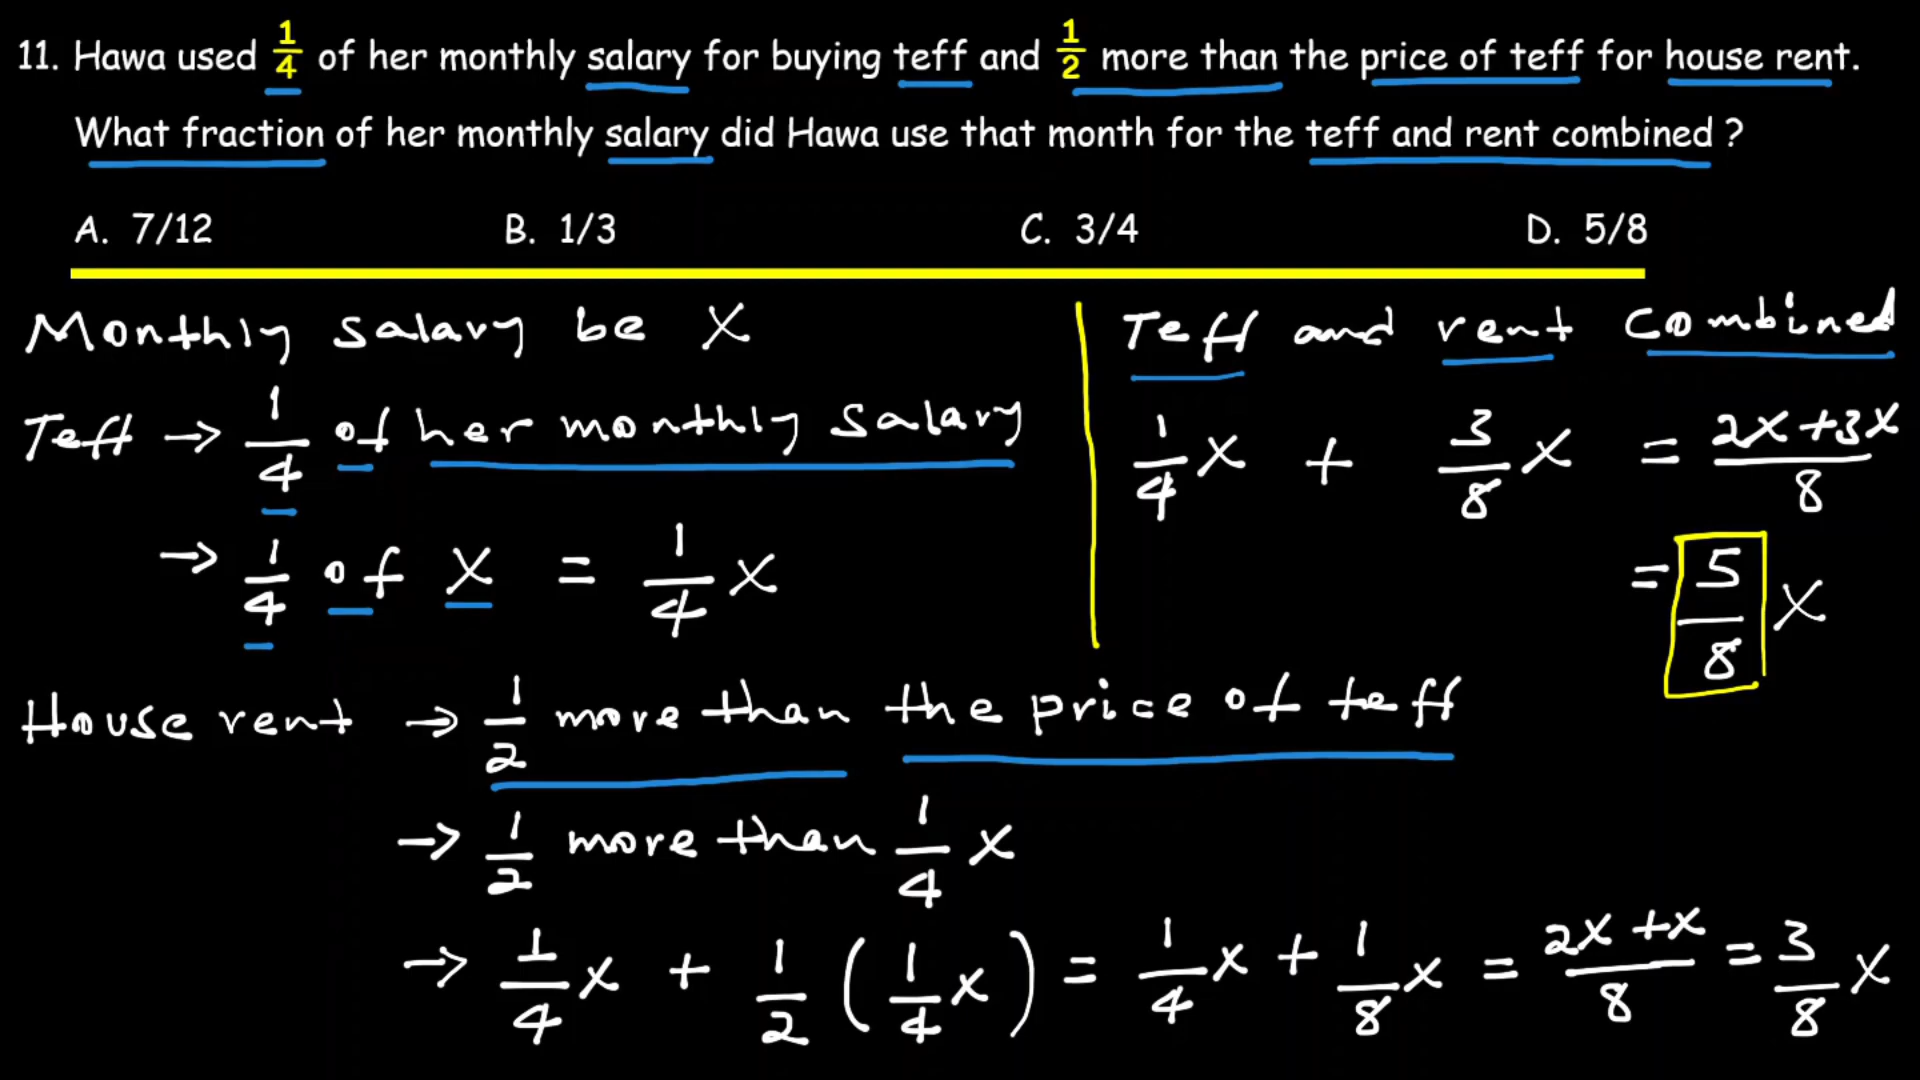 11. Hawa used 1/4 of her monthly salary for buying teff and 1/2 more than the price of teff for house rent.
What fraction of her monthly salary did Hawa use that month for the teff and rent combined ?
A. 7/12 B. 1/3 C. 3/4 D. 5/8
Monthly salary be x
Teff → 1/4 of her monthly salary
→ 1/4 of x = 1/4 x
Teff and rent combined
1/4 x + 3/8 x = (2x+3x)/8
= 5/8 x
House rent → 1/2 more than the price of teff
→ 1/2 more than 1/4 x
→ 1/4 x + 1/2 (1/4 x) = 1/4 x + 1/8 x = (2x+x)/8 = 3/8 x